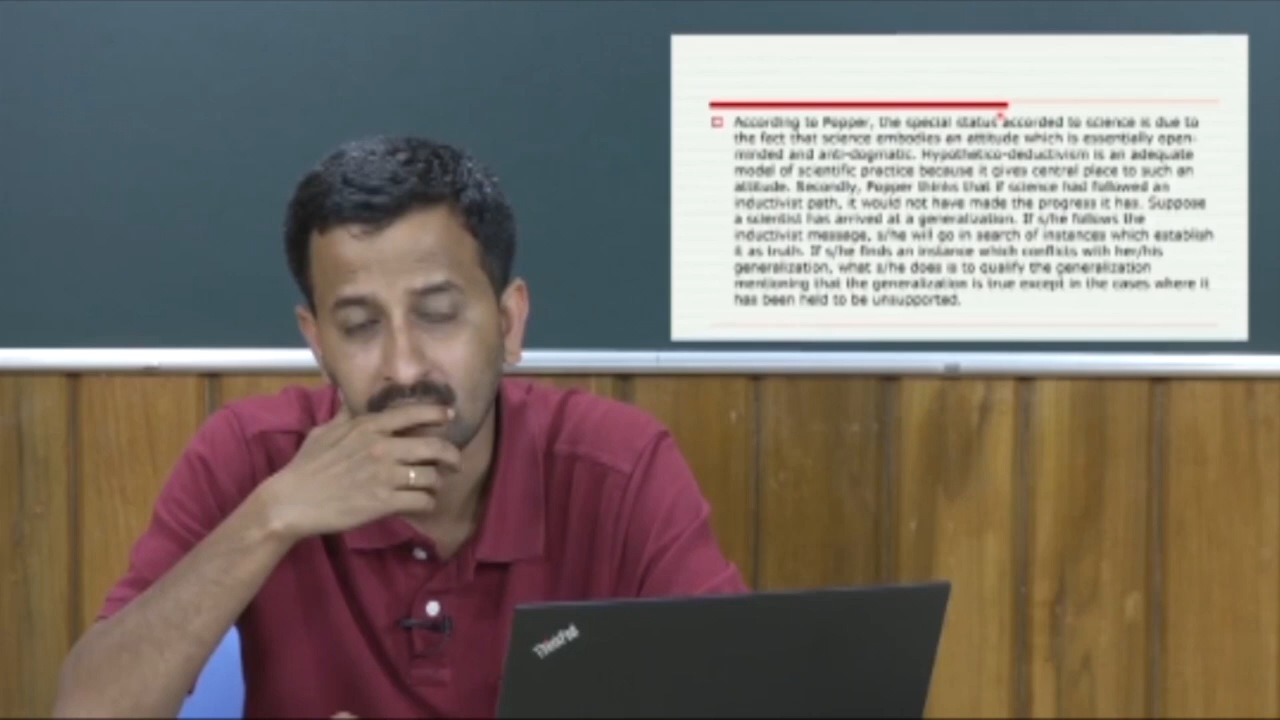 According to Popper, the special status accorded to science is due to
the fact that science embodies an attitude which is essentially open-
minded and anti-dogmatic. Hypothetico-deductivism is an adequate
model of scientific practice because it gives central place to such an
attitude. Secondly, Popper thinks that if science had followed an
inductivist path, it would not have made the progress it has. Suppose
a scientist has arrived at a generalization. If s/he follows the
inductivist message, s/he will go in search of instances which establish
it as truth. If s/he finds an instance which conflicts with her/his
generalization, what s/he does is to qualify the generalization
mentioning that the generalization is true except in the cases where it
has been held to be unsupported.
ThinkPad